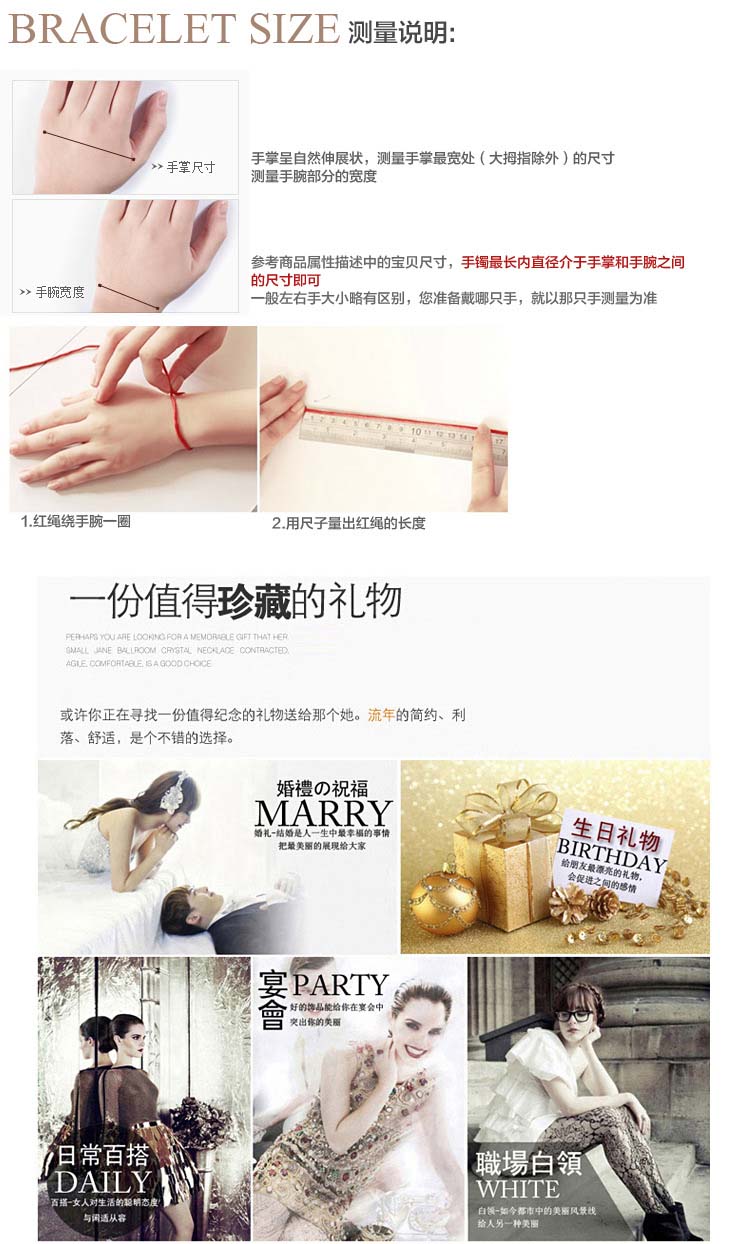 BRACELET SIZE 测量说明:
>> 手掌尺寸
手掌呈自然伸展状，测量手掌最宽处（大拇指除外）的尺寸
测量手腕部分的宽度
>> 手腕宽度
参考商品属性描述中的宝贝尺寸，手镯最长内直径介于手掌和手腕之间
的尺寸即可
一般左右手大小略有区别，您准备戴哪只手，就以那只手测量为准
1.红绳绕手腕一圈
2.用尺子量出红绳的长度
一份值得珍藏的礼物
PERHAPS YOU ARE LOOKING FOR A MEMORABLE GIFT THAT HER.
SMALL JANE BALLROOM CRYSTAL NECKLACE CONTRACTED,
AGILE, COMFORTABLE, IS A GOOD CHOICE.
或许你正在寻找一份值得纪念的礼物送给那个她。流年的简约、利
落、舒适，是个不错的选择。
婚禮の祝福
MARRY
婚礼-结婚是人一生中最幸福的事情
把最美丽的展现给大家
生日礼物
BIRTHDAY
给朋友最漂亮的礼物，
会促进之间的感情
日常百搭
DAILY
百搭-女人对生活的聪明态度
与闲适从容
宴會 PARTY
好的饰品能给你在宴会中
突出你的美丽
職場白領
WHITE
白领-如今都市中的美丽风景线
给人另一种美丽